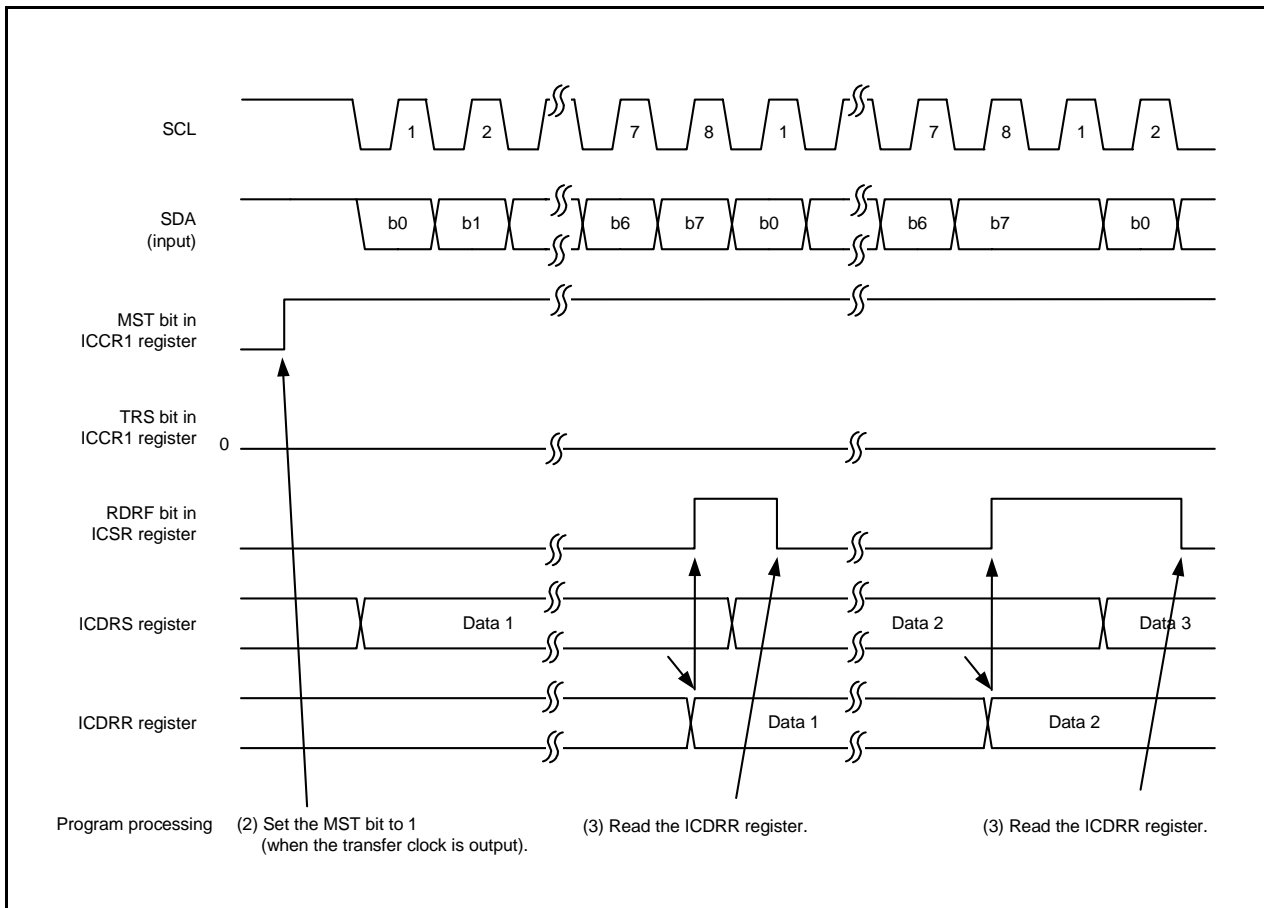 SCL
1 2 7 8 1 7 8 1 2
SDA
(input)
b0 b1 b6 b7 b0 b6 b7 b0
MST bit in
ICCR1 register
TRS bit in
ICCR1 register
0
RDRF bit in
ICSR register
ICDRS register
Data 1 Data 2 Data 3
ICDRR register
Data 1 Data 2
Program processing
(2) Set the MST bit to 1
(when the transfer clock is output).
(3) Read the ICDRR register.
(3) Read the ICDRR register.